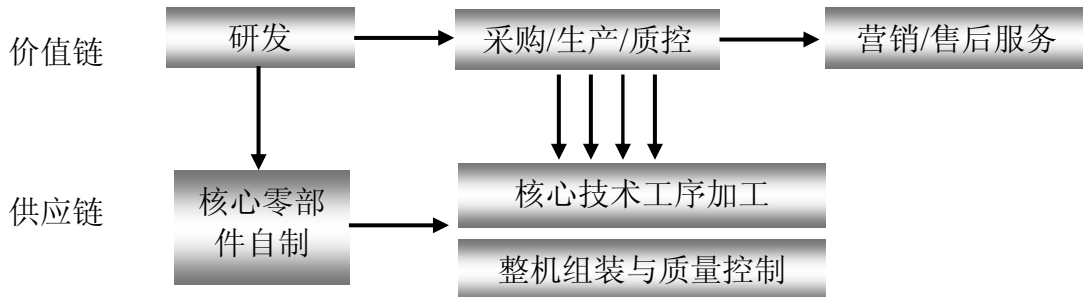 价值链
研发
采购/生产/质控
营销/售后服务
供应链
核心零部
件自制
核心技术工序加工
整机组装与质量控制